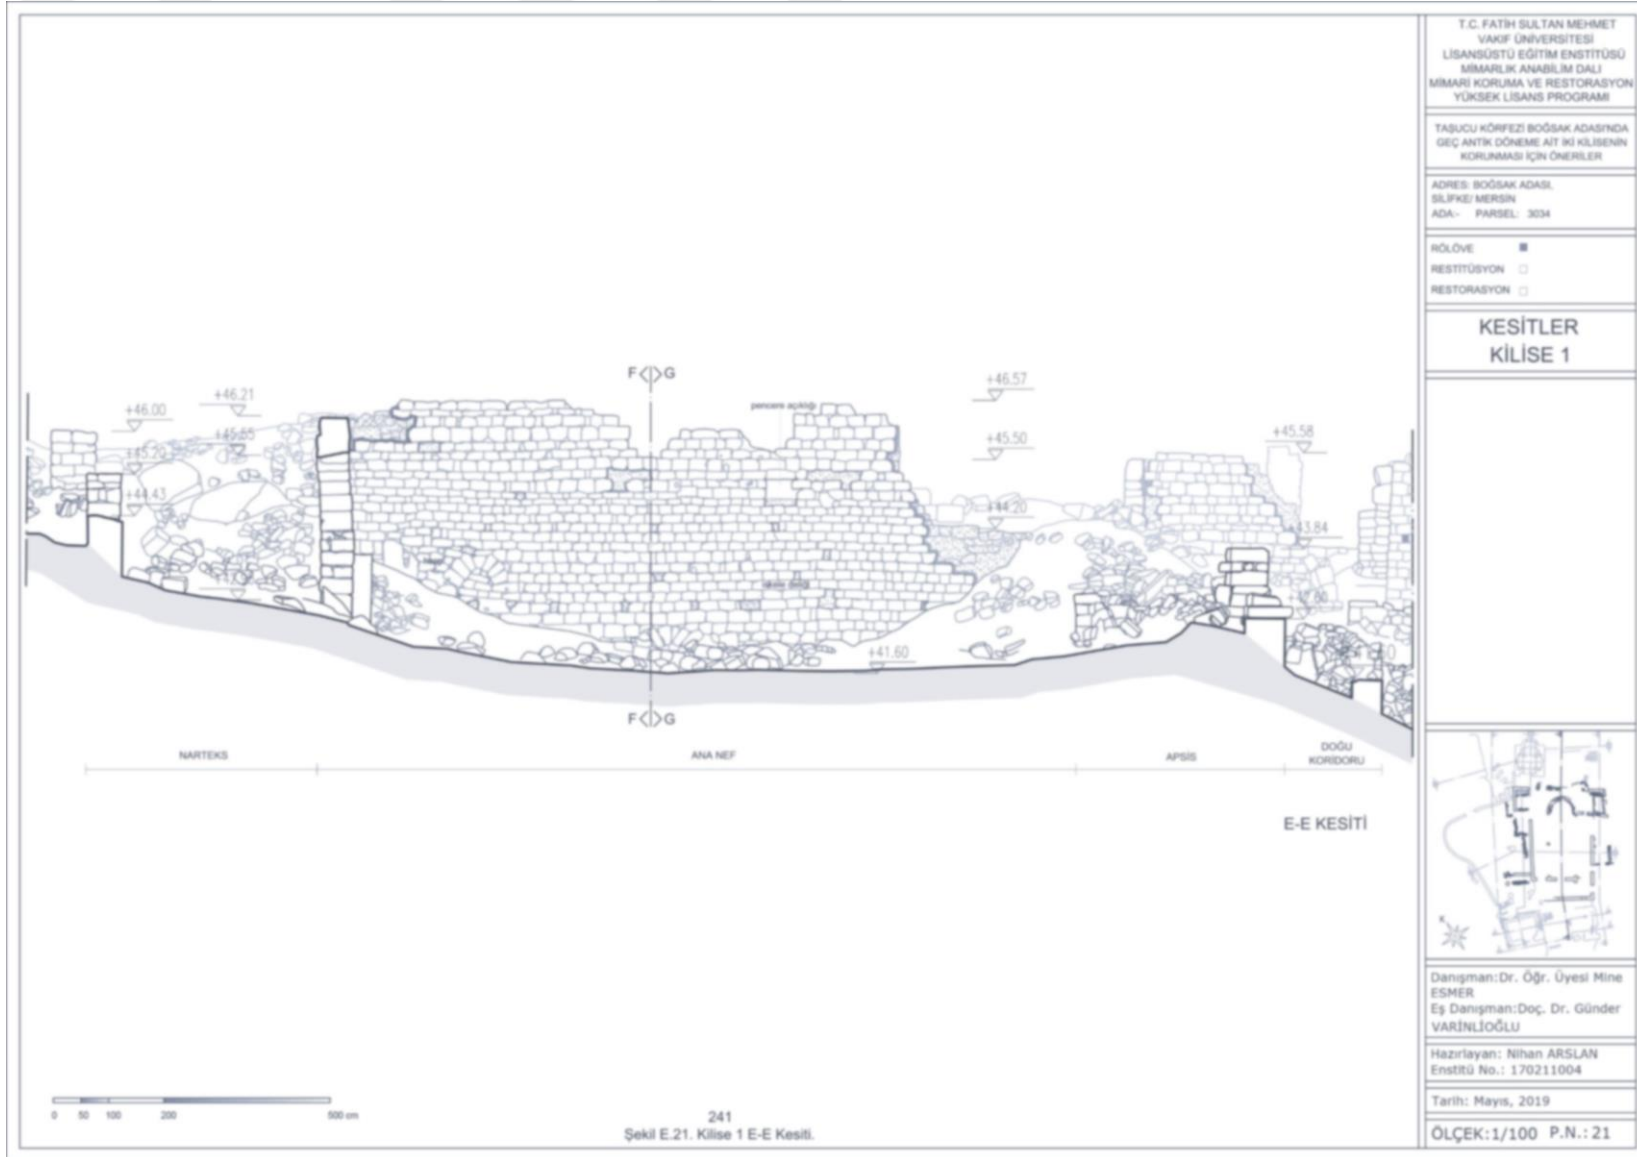 T.C. FATİH SULTAN MEHMET
VAKIF ÜNİVERSİTESİ
LİSANSÜSTÜ EĞİTİM ENSTİTÜSÜ
MİMARLIK ANABİLİM DALI
MİMARİ KORUMA VE RESTORASYON
YÜKSEK LİSANS PROGRAMI
TAŞUCU KÖRFEZİ BOĞSAK ADASI'NDA
GEÇ ANTİK DÖNEME AİT İKİ KİLİSENİN
KORUNMASI İÇİN ÖNERİLER
ADRES: BOĞSAK ADASI,
SİLİFKE/ MERSİN
ADA:- PARSEL: 3034
RÖLÖVE
RESTİTÜSYON
RESTORASYON
KESİTLER
KİLİSE 1
F G
+46.57
+46.21
+46.00
pencere açıklığı
+45.58
+45.50
+45.20
+44.43
+44.20
+43.84
+41.60
F G
NARTEKS
ANA NEF
APSİS
DOĞU
KORİDORU
E-E KESİTİ
K
Danışman:Dr. Öğr. Üyesi Mine
ESMER
Eş Danışman:Doç. Dr. Günder
VARİNLİOĞLU
Hazırlayan: Nihan ARSLAN
Enstitü No.: 170211004
Tarih: Mayıs, 2019
ÖLÇEK:1/100 P.N.: 21
0 50 100 200 500 cm
241
Şekil E.21. Kilise 1 E-E Kesiti.